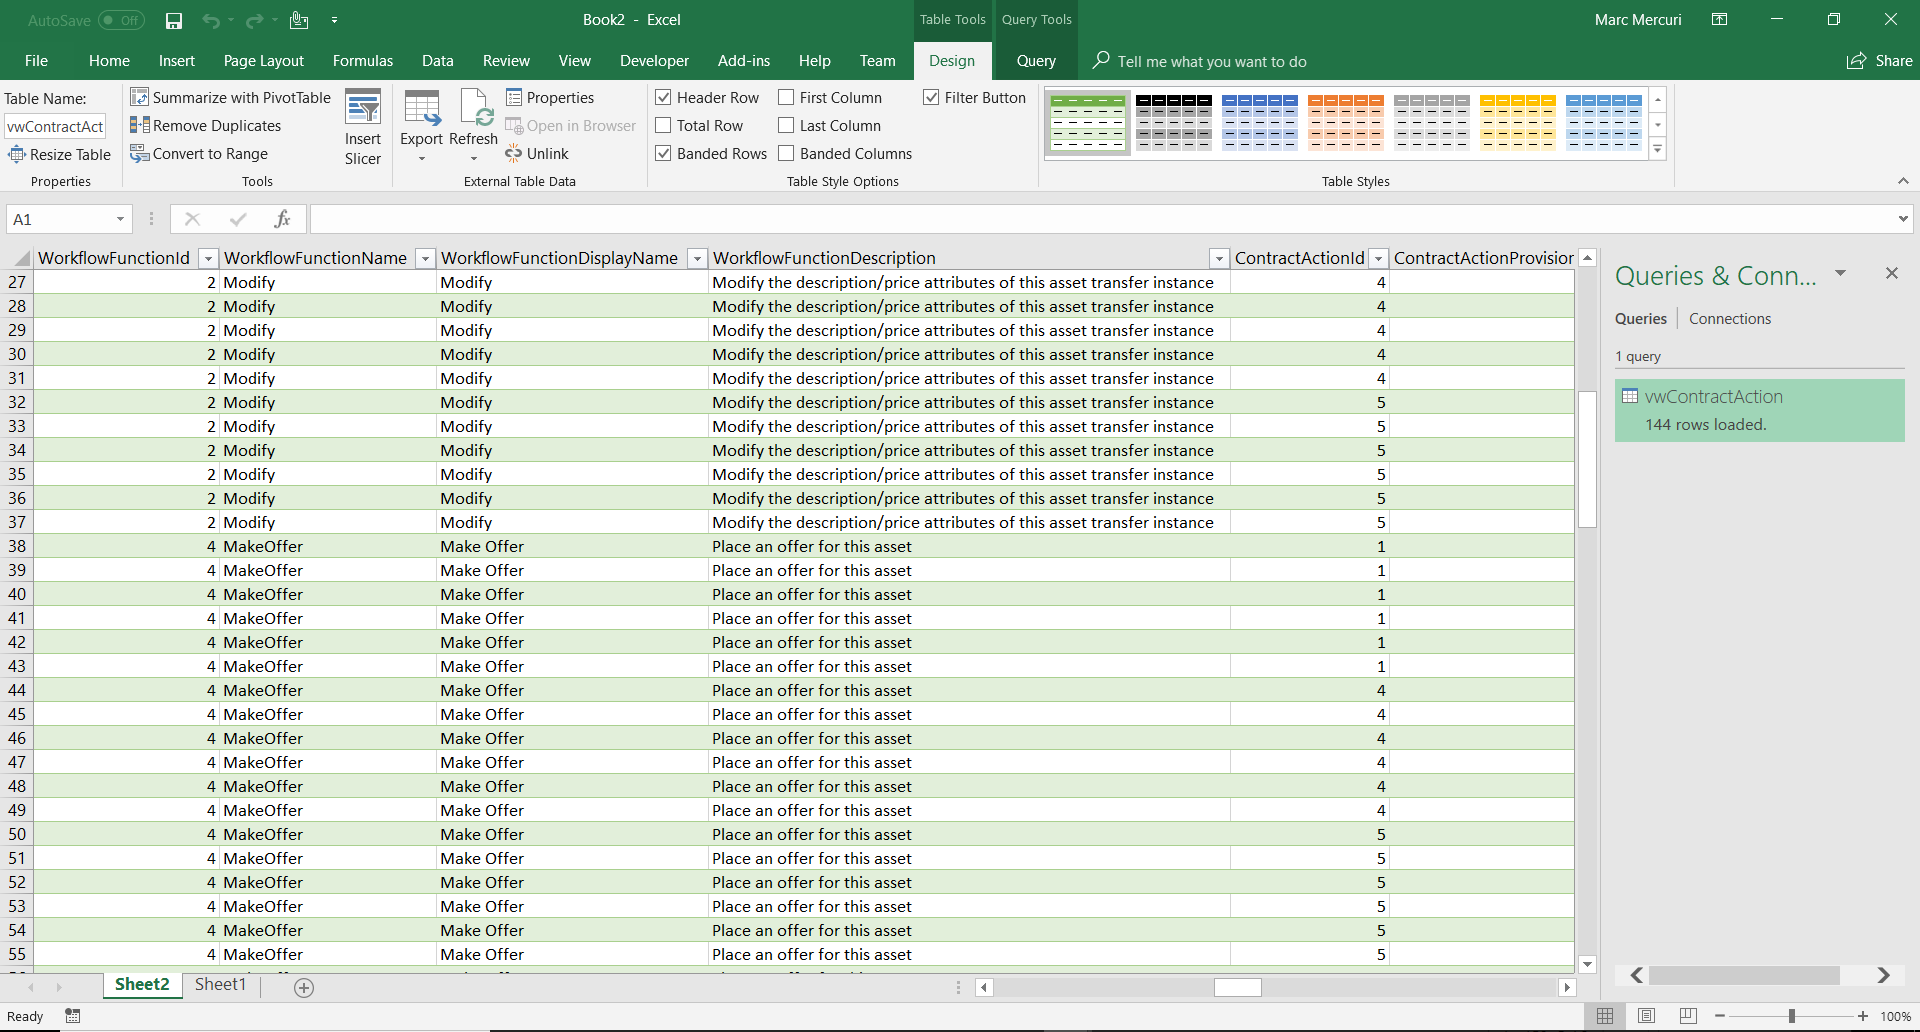 AutoSave Off Book2 - Excel Table Tools Query Tools Marc Mercuri
File Home Insert Page Layout Formulas Data Review View Developer Add-ins Help Team Design Query Tell me what you want to do Share
Table Name:
vwContractAct
Resize Table
Properties
Summarize with PivotTable
Remove Duplicates
Convert to Range
Insert Slicer
Tools
Export Refresh
Properties
Open in Browser
Unlink
External Table Data
Header Row First Column Filter Button
Total Row Last Column
Banded Rows Banded Columns
Table Style Options
Table Styles
A1 fx
WorkflowFunctionId WorkflowFunctionName WorkflowFunctionDisplayName WorkflowFunctionDescription ContractActionId ContractActionProvision
27 2 Modify Modify Modify the description/price attributes of this asset transfer instance 4
28 2 Modify Modify Modify the description/price attributes of this asset transfer instance 4
29 2 Modify Modify Modify the description/price attributes of this asset transfer instance 4
30 2 Modify Modify Modify the description/price attributes of this asset transfer instance 4
31 2 Modify Modify Modify the description/price attributes of this asset transfer instance 4
32 2 Modify Modify Modify the description/price attributes of this asset transfer instance 5
33 2 Modify Modify Modify the description/price attributes of this asset transfer instance 5
34 2 Modify Modify Modify the description/price attributes of this asset transfer instance 5
35 2 Modify Modify Modify the description/price attributes of this asset transfer instance 5
36 2 Modify Modify Modify the description/price attributes of this asset transfer instance 5
37 2 Modify Modify Modify the description/price attributes of this asset transfer instance 5
38 4 MakeOffer Make Offer Place an offer for this asset 1
39 4 MakeOffer Make Offer Place an offer for this asset 1
40 4 MakeOffer Make Offer Place an offer for this asset 1
41 4 MakeOffer Make Offer Place an offer for this asset 1
42 4 MakeOffer Make Offer Place an offer for this asset 1
43 4 MakeOffer Make Offer Place an offer for this asset 1
44 4 MakeOffer Make Offer Place an offer for this asset 4
45 4 MakeOffer Make Offer Place an offer for this asset 4
46 4 MakeOffer Make Offer Place an offer for this asset 4
47 4 MakeOffer Make Offer Place an offer for this asset 4
48 4 MakeOffer Make Offer Place an offer for this asset 4
49 4 MakeOffer Make Offer Place an offer for this asset 4
50 4 MakeOffer Make Offer Place an offer for this asset 5
51 4 MakeOffer Make Offer Place an offer for this asset 5
52 4 MakeOffer Make Offer Place an offer for this asset 5
53 4 MakeOffer Make Offer Place an offer for this asset 5
54 4 MakeOffer Make Offer Place an offer for this asset 5
55 4 MakeOffer Make Offer Place an offer for this asset 5
Queries & Conn...
Queries Connections
1 query
vwContractAction
144 rows loaded.
Sheet2 Sheet1
Ready 100%